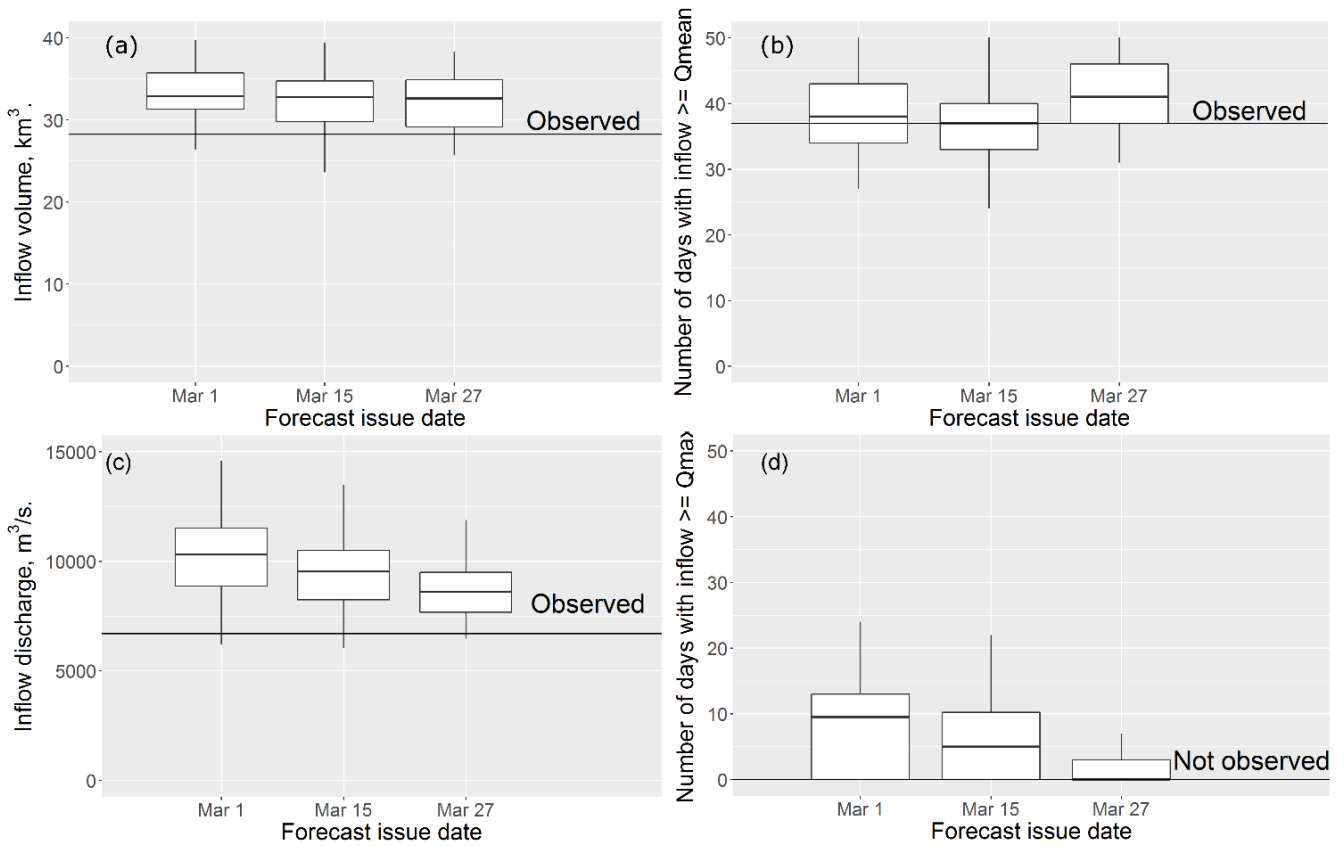 (a)
Inflow volume, km³.
40
30
20
10
0
Observed
Mar 1
Mar 15
Mar 27
Forecast issue date
(b)
Number of days with inflow >= Qmean
50
40
30
20
10
0
Observed
Mar 1
Mar 15
Mar 27
Forecast issue date
(c)
Inflow discharge, m³/s.
15000
10000
5000
0
Observed
Mar 1
Mar 15
Mar 27
Forecast issue date
(d)
Number of days with inflow >= Qmax
50
40
30
20
10
0
Not observed
Mar 1
Mar 15
Mar 27
Forecast issue date